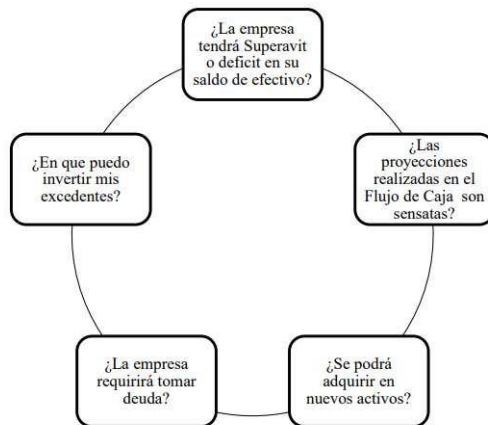 ¿La empresa
tendrá Superavit
o deficit en su
saldo de efectivo?
¿Las
proyecciones
realizadas en el
Flujo de Caja son
sensatas?
¿Se podrá
adquirir en
nuevos activos?
¿La empresa
requirirá tomar
deuda?
¿En que puedo
invertir mis
excedentes?